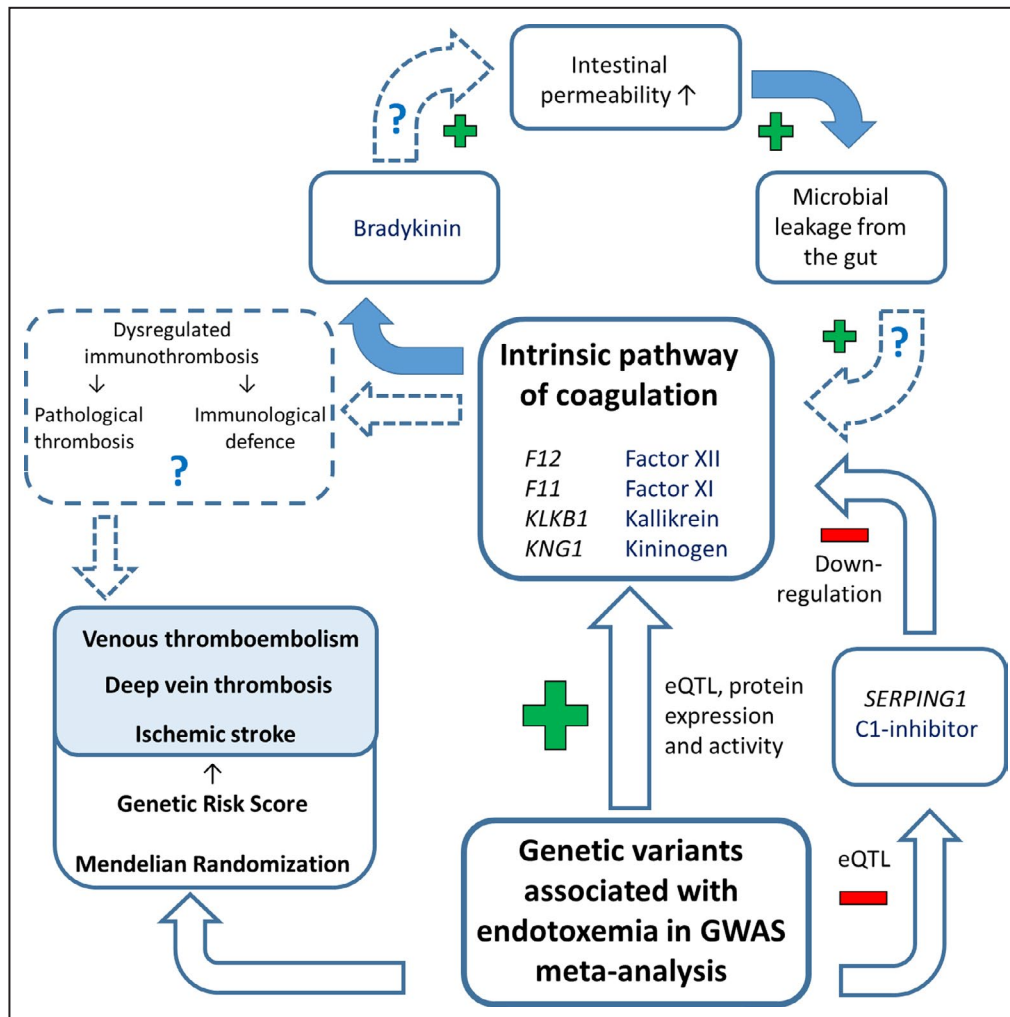 Intestinal
permeability ↑
?
+
+
Bradykinin
Microbial
leakage from
the gut
+
?
Dysregulated
immunothrombosis
↓ ↓
Pathological Immunological
thrombosis defence
?
Intrinsic pathway
of coagulation
F12 Factor XII
F11 Factor XI
KLKB1 Kallikrein
KNG1 Kininogen
Down-
regulation
Venous thromboembolism
Deep vein thrombosis
Ischemic stroke
↑
Genetic Risk Score
Mendelian Randomization
+
eQTL, protein
expression
and activity
SERPING1
C1-inhibitor
Genetic variants
associated with
endotoxemia in GWAS
meta-analysis
eQTL